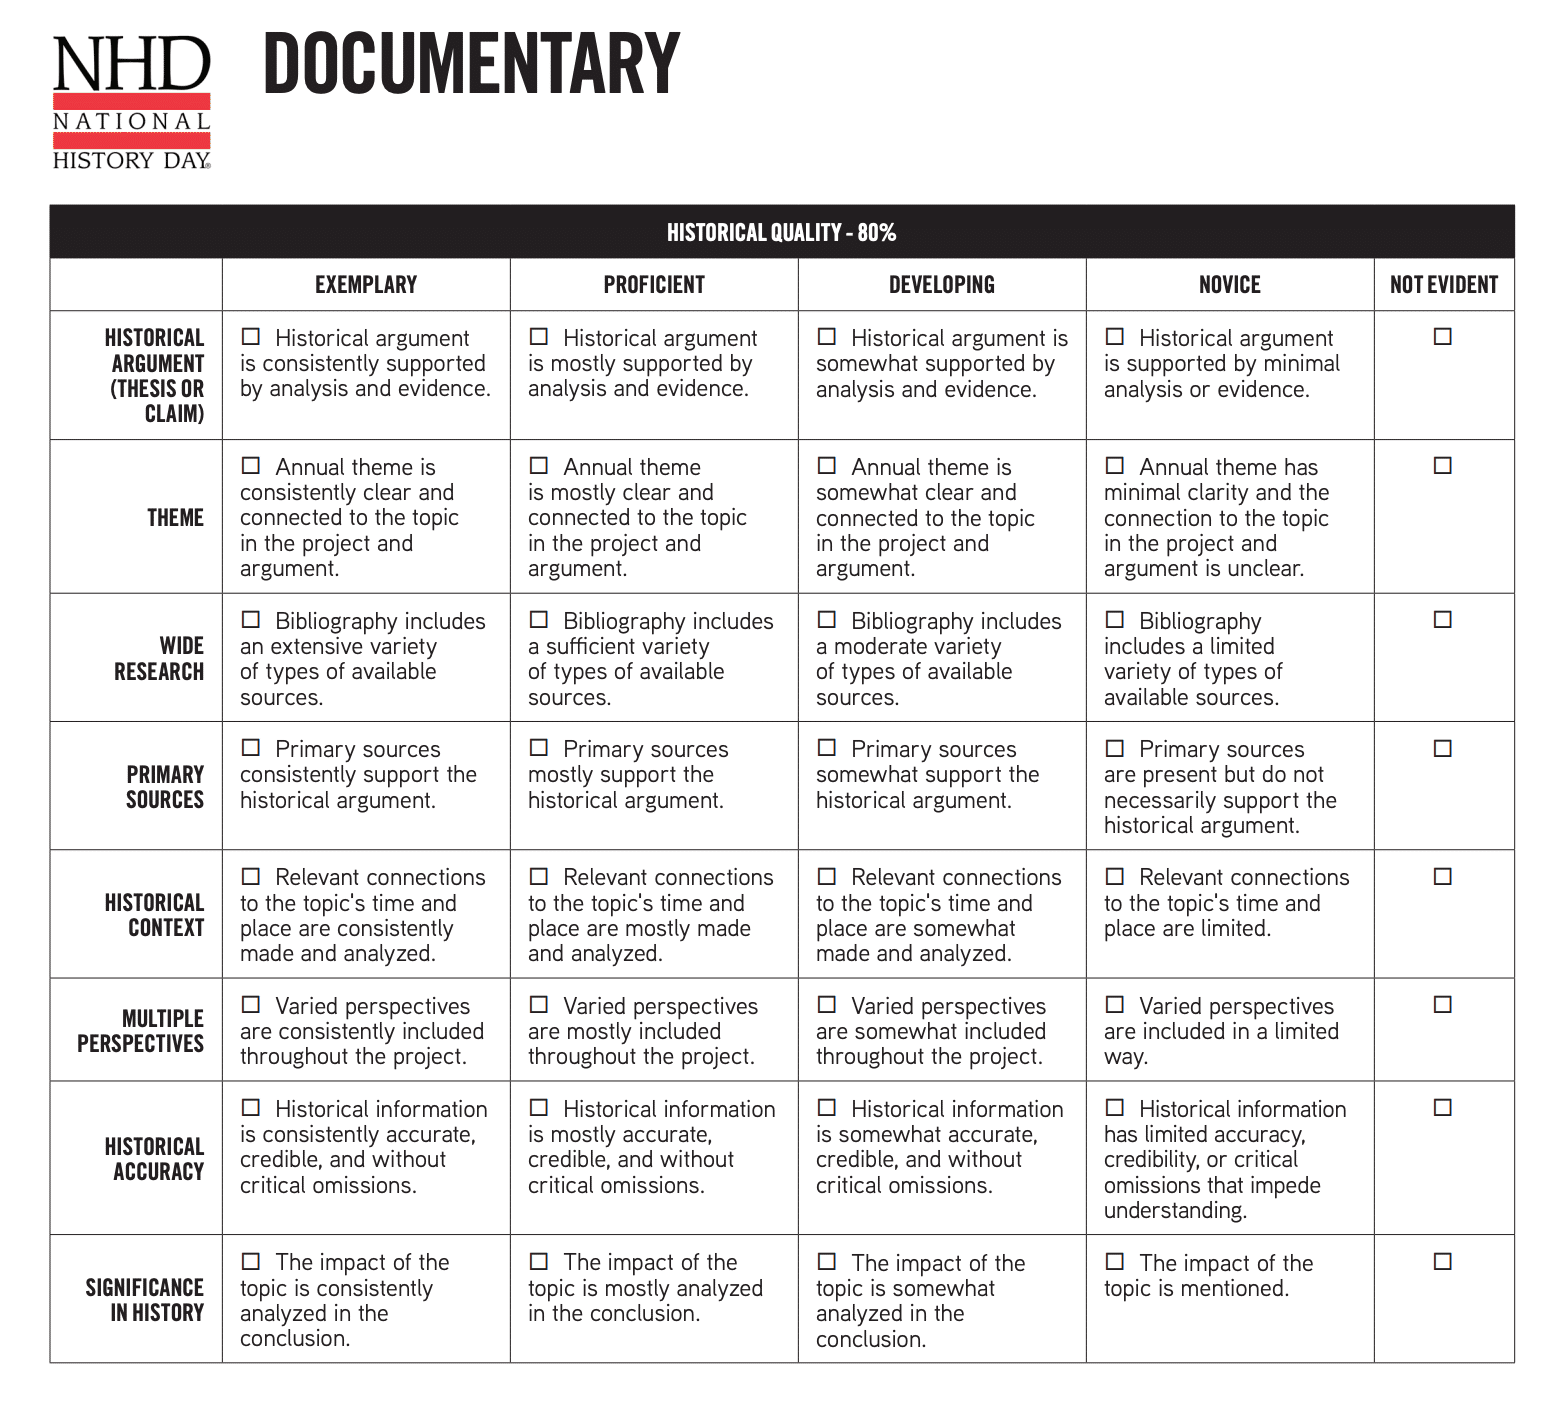 NHD
NATIONAL
HISTORY DAY®
DOCUMENTARY
HISTORICAL QUALITY - 80%
EXEMPLARY
PROFICIENT
DEVELOPING
NOVICE
NOT EVIDENT
HISTORICAL
ARGUMENT
(THESIS OR
CLAIM)
☐ Historical argument
is consistently supported
by analysis and evidence.
☐ Historical argument
is mostly supported by
analysis and evidence.
☐ Historical argument is
somewhat supported by
analysis and evidence.
☐ Historical argument
is supported by minimal
analysis or evidence.
☐
THEME
☐ Annual theme is
consistently clear and
connected to the topic
in the project and
argument.
☐ Annual theme
is mostly clear and
connected to the topic
in the project and
argument.
☐ Annual theme is
somewhat clear and
connected to the topic
in the project and
argument.
☐ Annual theme has
minimal clarity and the
connection to the topic
in the project and
argument is unclear.
☐
WIDE
RESEARCH
☐ Bibliography includes
an extensive variety
of types of available
sources.
☐ Bibliography includes
a sufficient variety
of types of available
sources.
☐ Bibliography includes
a moderate variety
of types of available
sources.
☐ Bibliography
includes a limited
variety of types of
available sources.
☐
PRIMARY
SOURCES
☐ Primary sources
consistently support the
historical argument.
☐ Primary sources
mostly support the
historical argument.
☐ Primary sources
somewhat support the
historical argument.
☐ Primary sources
are present but do not
necessarily support the
historical argument.
☐
HISTORICAL
CONTEXT
☐ Relevant connections
to the topic's time and
place are consistently
made and analyzed.
☐ Relevant connections
to the topic's time and
place are mostly made
and analyzed.
☐ Relevant connections
to the topic's time and
place are somewhat
made and analyzed.
☐ Relevant connections
to the topic's time and
place are limited.
☐
MULTIPLE
PERSPECTIVES
☐ Varied perspectives
are consistently included
throughout the project.
☐ Varied perspectives
are mostly included
throughout the project.
☐ Varied perspectives
are somewhat included
throughout the project.
☐ Varied perspectives
are included in a limited
way.
☐
HISTORICAL
ACCURACY
☐ Historical information
is consistently accurate,
credible, and without
critical omissions.
☐ Historical information
is mostly accurate,
credible, and without
critical omissions.
☐ Historical information
is somewhat accurate,
credible, and without
critical omissions.
☐ Historical information
has limited accuracy,
credibility, or critical
omissions that impede
understanding.
☐
SIGNIFICANCE
IN HISTORY
☐ The impact of the
topic is consistently
analyzed in the
conclusion.
☐ The impact of the
topic is mostly analyzed
in the conclusion.
☐ The impact of the
topic is somewhat
analyzed in the
conclusion.
☐ The impact of the
topic is mentioned.
☐